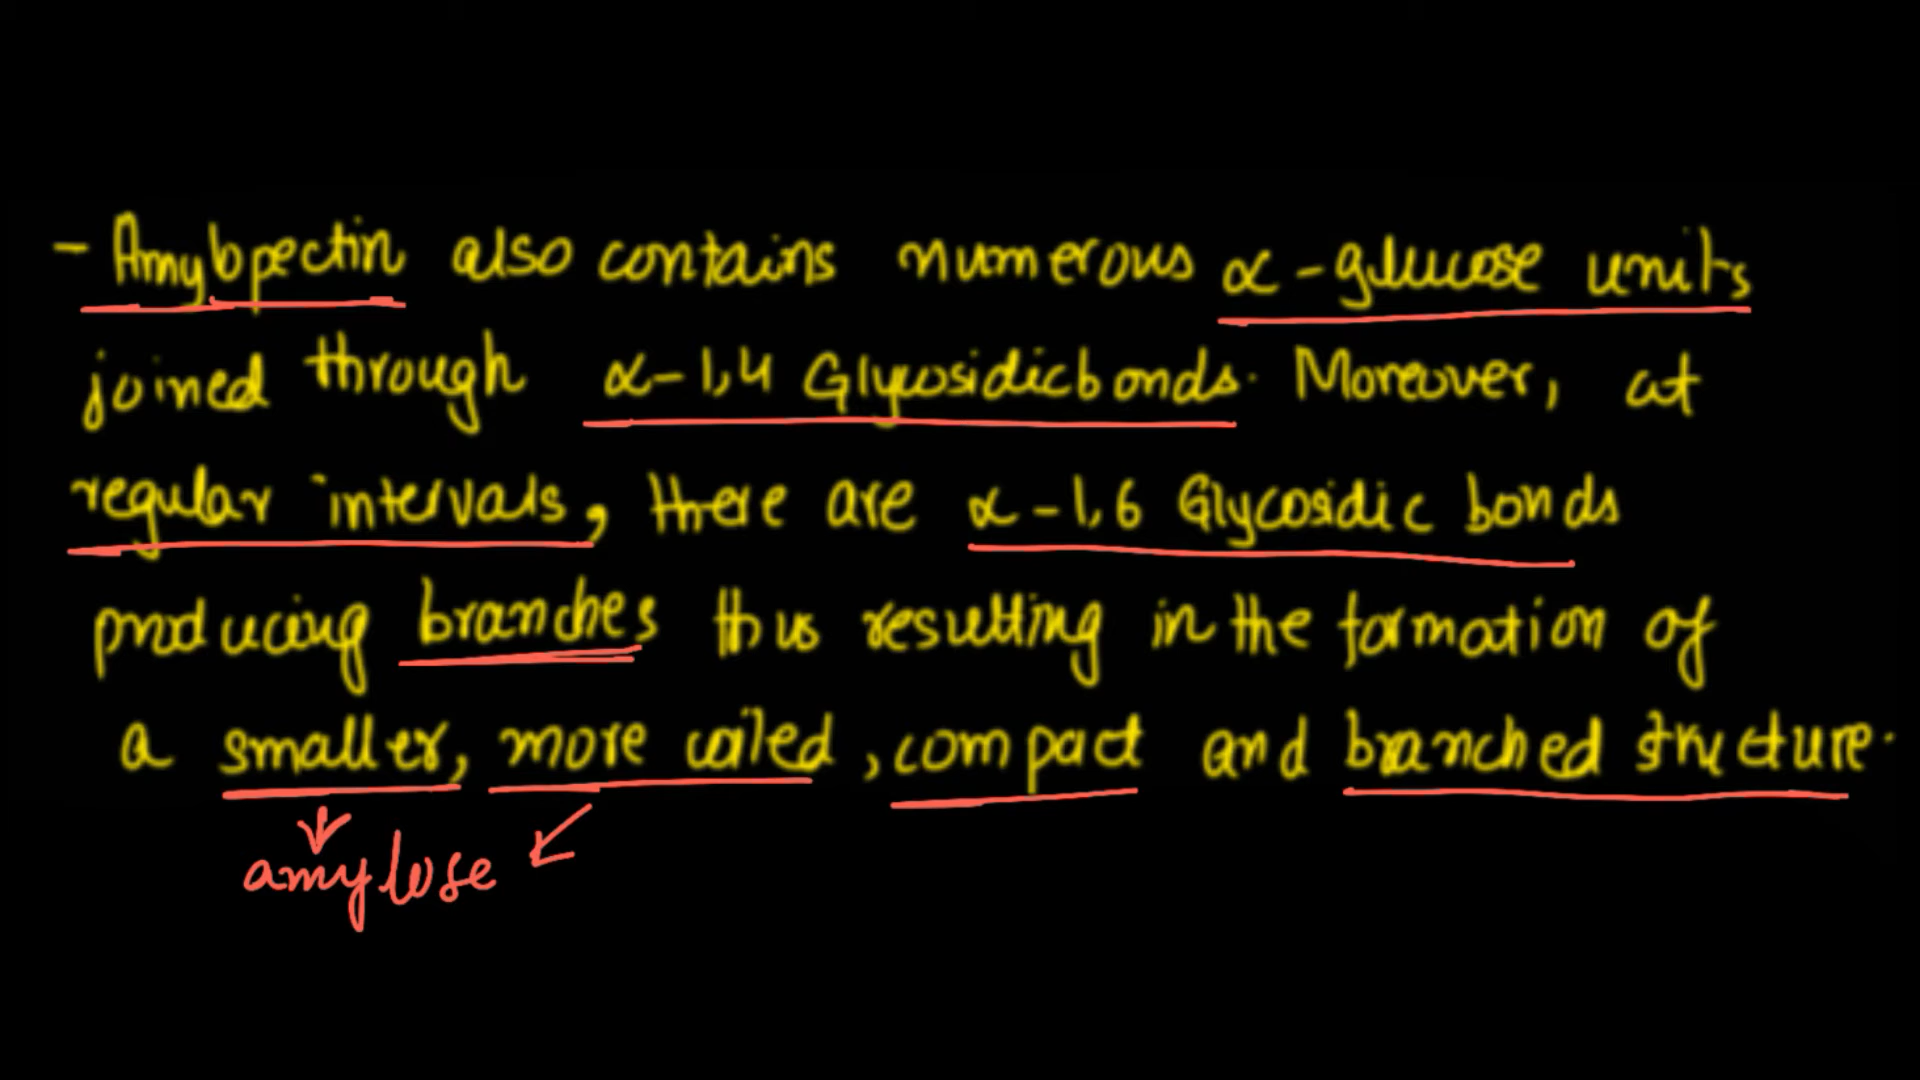 - Amylopectin also contains numerous α-glucose units
joined through α-1,4 Glycosidic bonds. Moreover, at
regular intervals, there are α-1,6 Glycosidic bonds
producing branches thus resulting in the formation of
a smaller, more coiled, compact and branched structure.
amylose